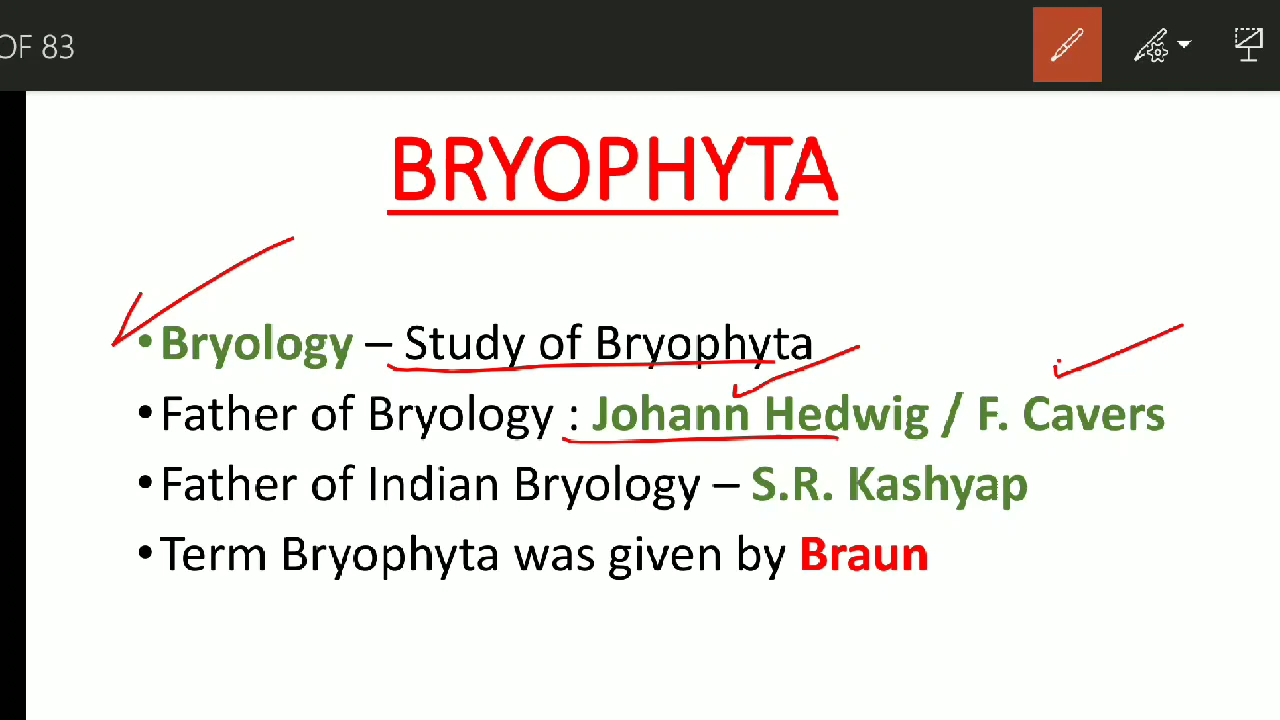 OF 83
BRYOPHYTA
•Bryology – Study of Bryophyta
•Father of Bryology : Johann Hedwig / F. Cavers
•Father of Indian Bryology – S.R. Kashyap
•Term Bryophyta was given by Braun